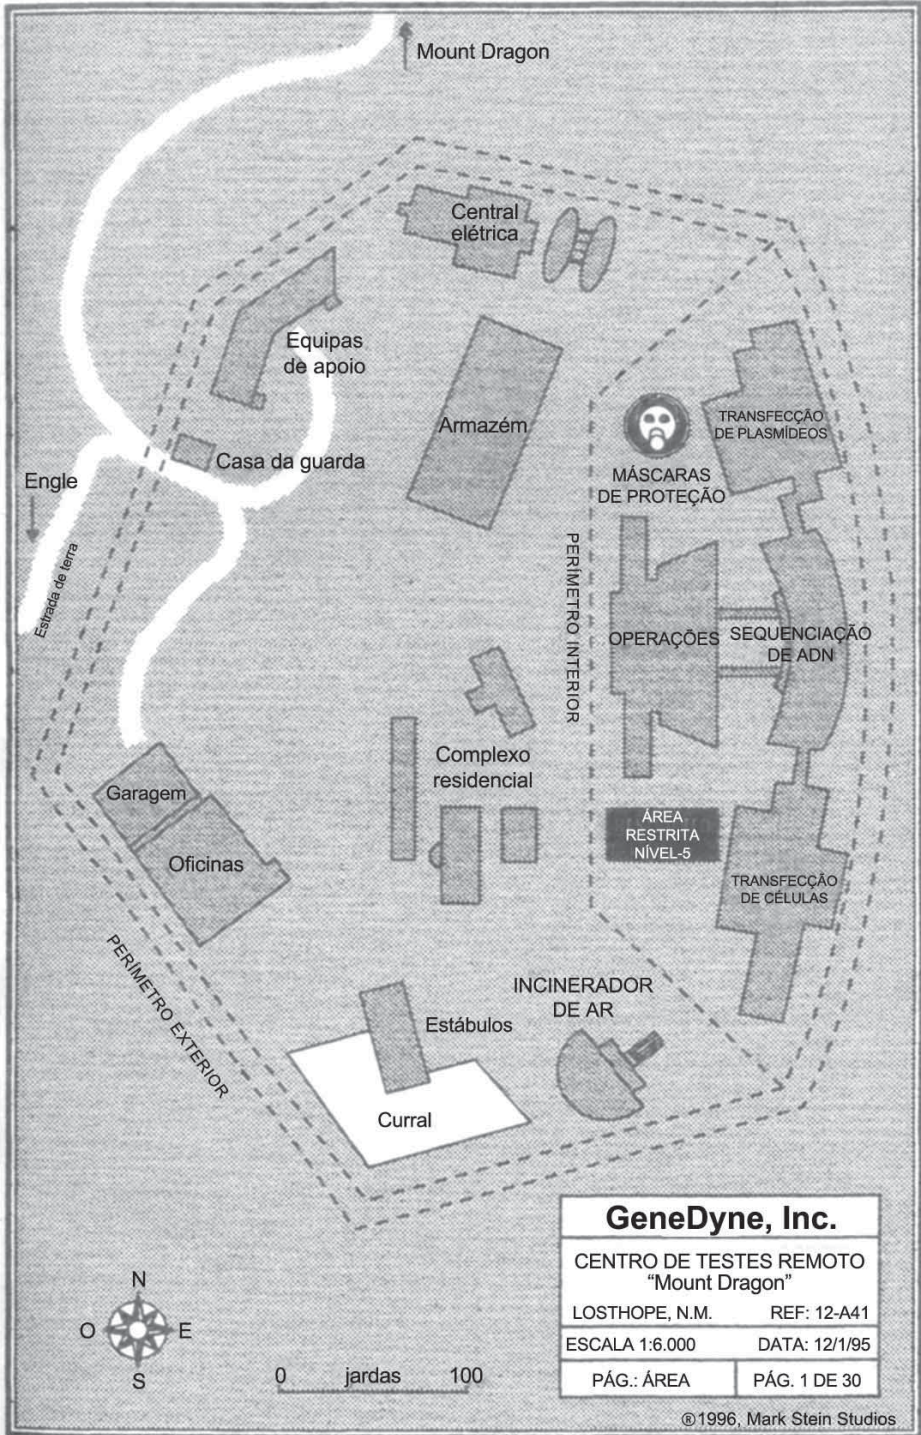 Mount Dragon
Central
elétrica
Equipas
de apoio
Armazém
TRANSFECÇÃO
DE PLASMÍDEOS
Casa da guarda
MÁSCARAS
DE PROTEÇÃO
Engle
Estrada de terra
PERÍMETRO INTERIOR
OPERAÇÕES
SEQUENCIAÇÃO
DE ADN
Complexo
residencial
Garagem
Oficinas
ÁREA
RESTRITA
NÍVEL-5
TRANSFECÇÃO
DE CÉLULAS
PERÍMETRO EXTERIOR
INCINERADOR
DE AR
Estábulos
Curral
GeneDyne, Inc.
CENTRO DE TESTES REMOTO
“Mount Dragon”
LOSTHOPE, N.M. REF: 12-A41
ESCALA 1:6.000 DATA: 12/1/95
PÁG.: ÁREA PÁG. 1 DE 30
N
O E
S
0 jardas 100
®1996, Mark Stein Studios